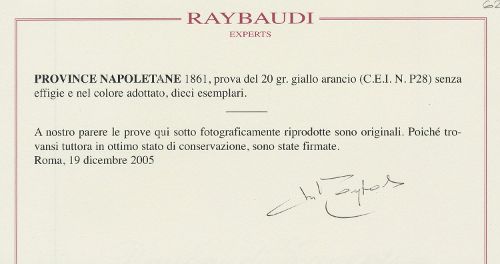 RAYBAUDI
EXPERTS
PROVINCE NAPOLETANE 1861, prova del 20 gr. giallo arancio (C.E.I. N. P28) senza
effigie e nel colore adottato, dieci esemplari.
A nostro parere le prove qui sotto fotograficamente riprodotte sono originali. Poiché tro-
vansi tuttora in ottimo stato di conservazione, sono state firmate.
Roma, 19 dicembre 2005